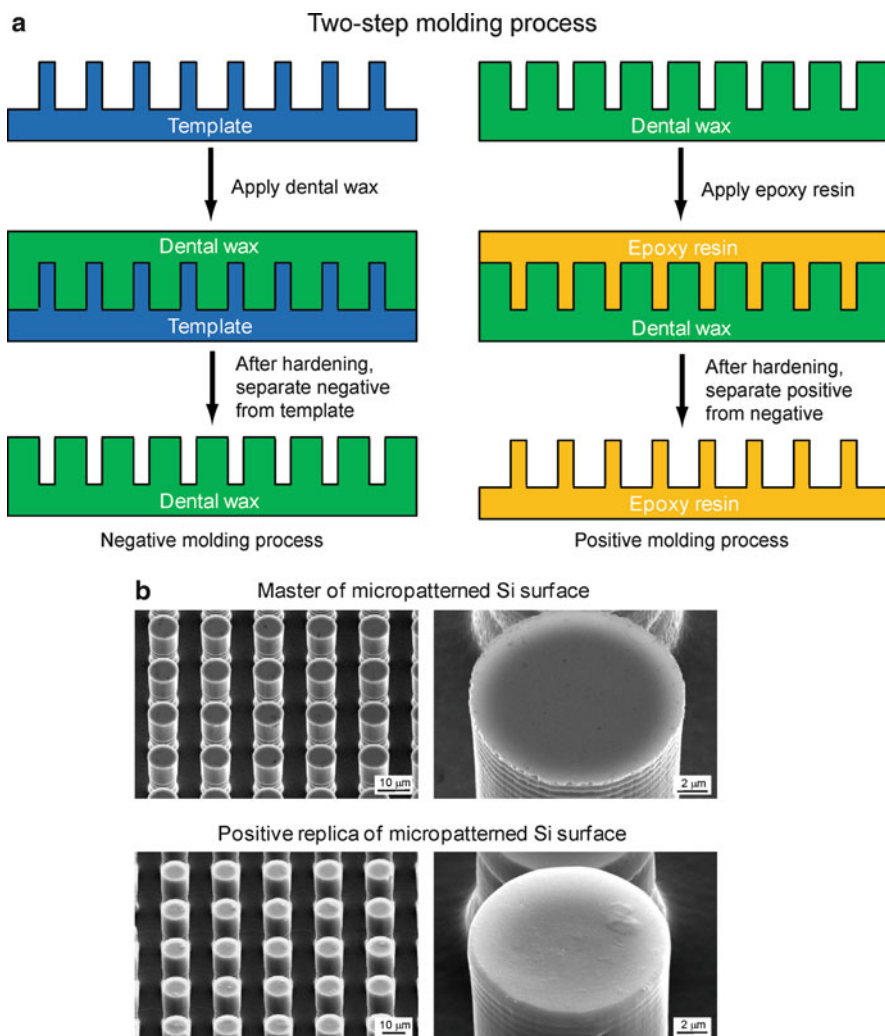 a
Two-step molding process
Template
Apply dental wax
Dental wax
Template
After hardening,
separate negative
from template
Dental wax
Negative molding process
Dental wax
Apply epoxy resin
Epoxy resin
Dental wax
After hardening,
separate positive
from negative
Epoxy resin
Positive molding process
b
Master of micropatterned Si surface
10 µm
2 µm
Positive replica of micropatterned Si surface
10 µm
2 µm